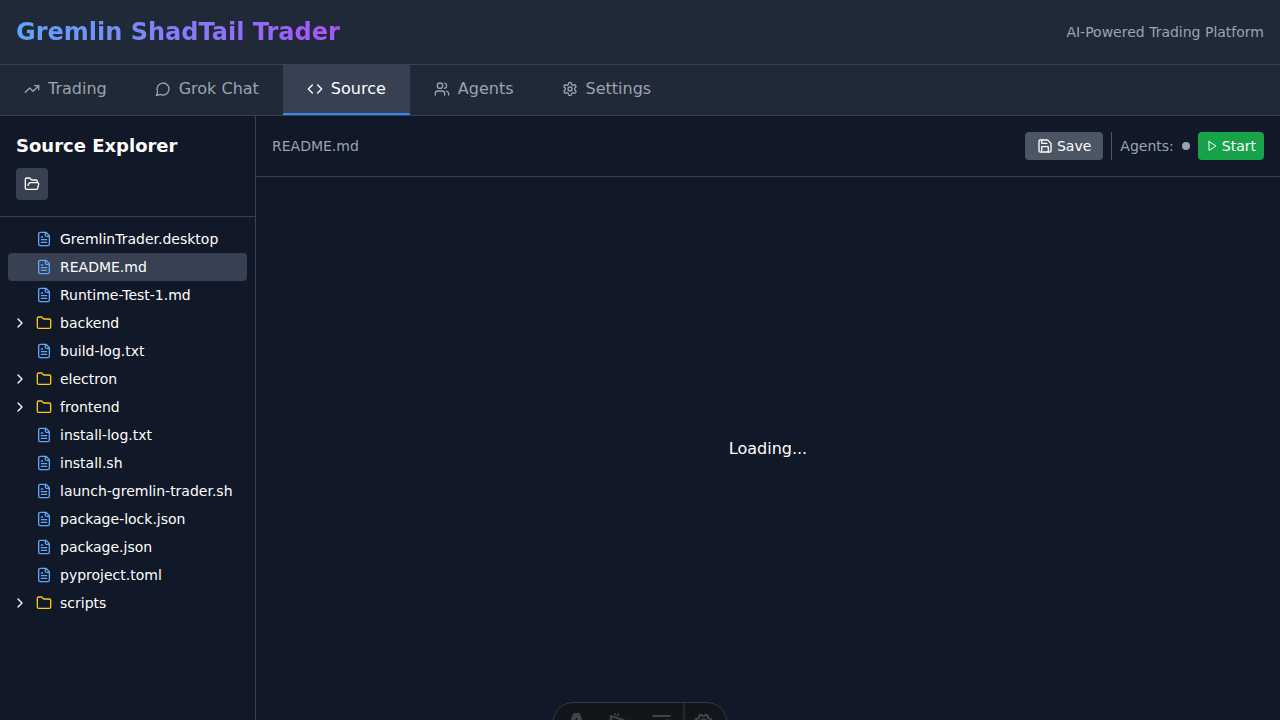 Gremlin ShadTail Trader
AI-Powered Trading Platform
Trading
Grok Chat
Source
Agents
Settings
Source Explorer
README.md
Save
Agents:
Start
GremlinTrader.desktop
README.md
Runtime-Test-1.md
backend
build-log.txt
electron
frontend
install-log.txt
install.sh
launch-gremlin-trader.sh
package-lock.json
package.json
pyproject.toml
scripts
Loading...